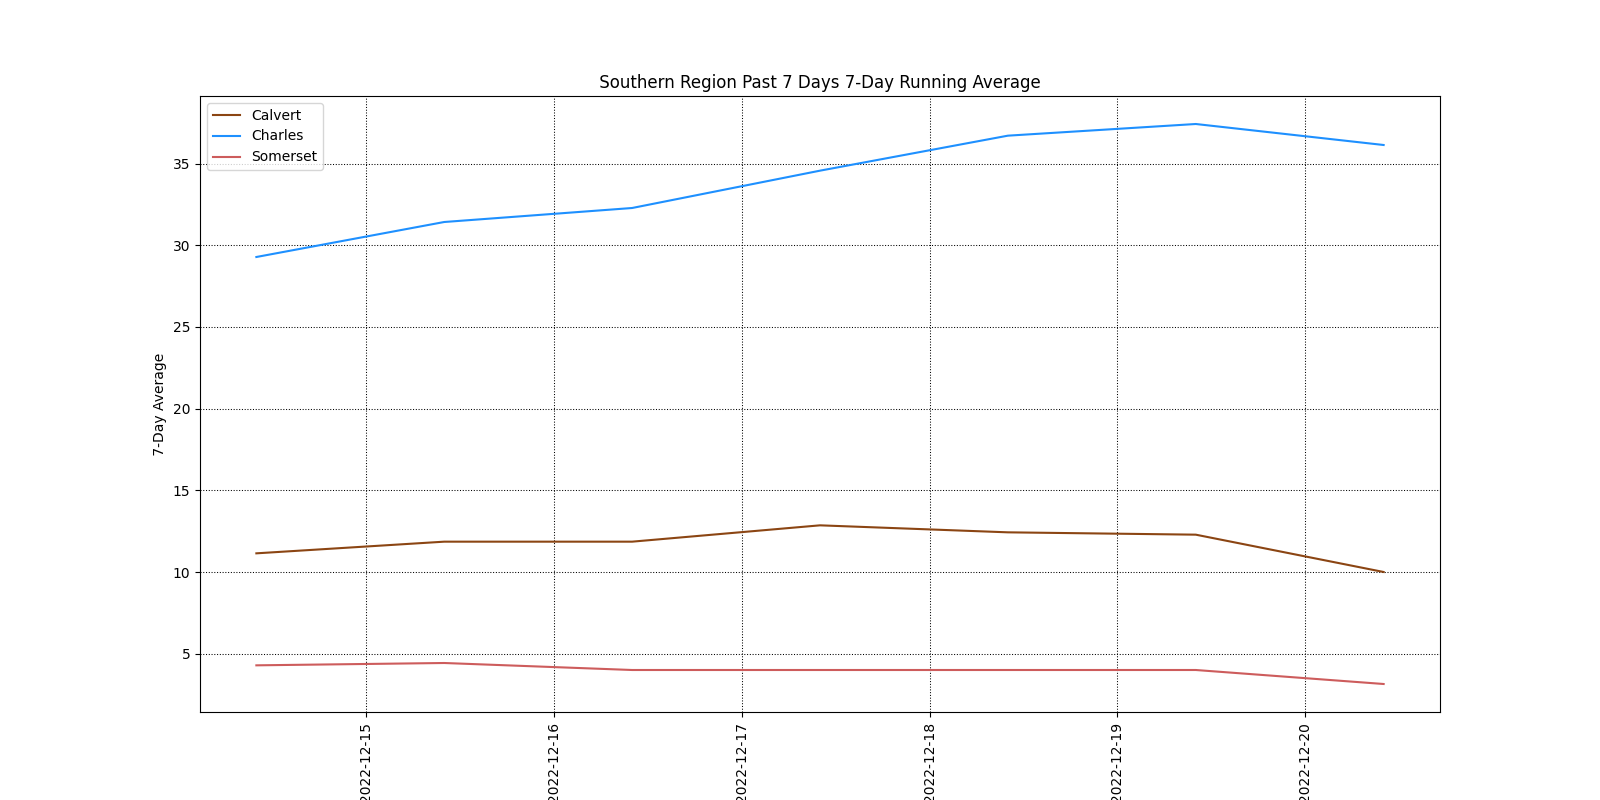 Southern Region Past 7 Days 7-Day Running Average
Calvert
Charles
Somerset
35
30
25
20
15
10
5
7-Day Average
2022-12-15
2022-12-16
2022-12-17
2022-12-18
2022-12-19
2022-12-20